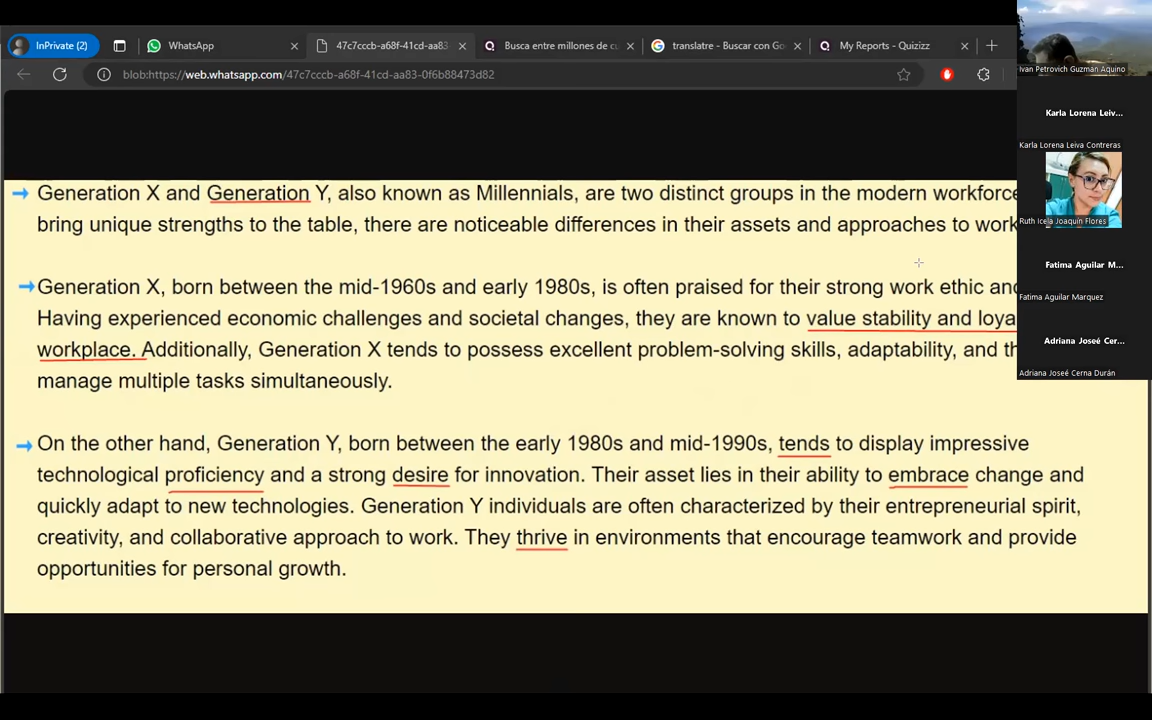 InPrivate (2)
WhatsApp
47c7cccb-a68f-41cd-aa83
Busca entre millones de cu
translatre - Buscar con Go
My Reports - Quizizz
blob:https://web.whatsapp.com/47c7cccb-a68f-41cd-aa83-0f6b88473d82
Ivan Petrovich Guzman Aquino
Karla Lorena Leiv...
Karla Lorena Leiva Contreras
Ruth Icela Joaquín Flores
Fatima Aguilar M...
Fatima Aguilar Marquez
Adriana Joseé Cer...
Adriana Joseé Cerna Durán
Generation X and Generation Y, also known as Millennials, are two distinct groups in the modern workforce
bring unique strengths to the table, there are noticeable differences in their assets and approaches to work
Generation X, born between the mid-1960s and early 1980s, is often praised for their strong work ethic and
Having experienced economic challenges and societal changes, they are known to value stability and loya
workplace. Additionally, Generation X tends to possess excellent problem-solving skills, adaptability, and th
manage multiple tasks simultaneously.
On the other hand, Generation Y, born between the early 1980s and mid-1990s, tends to display impressive
technological proficiency and a strong desire for innovation. Their asset lies in their ability to embrace change and
quickly adapt to new technologies. Generation Y individuals are often characterized by their entrepreneurial spirit,
creativity, and collaborative approach to work. They thrive in environments that encourage teamwork and provide
opportunities for personal growth.